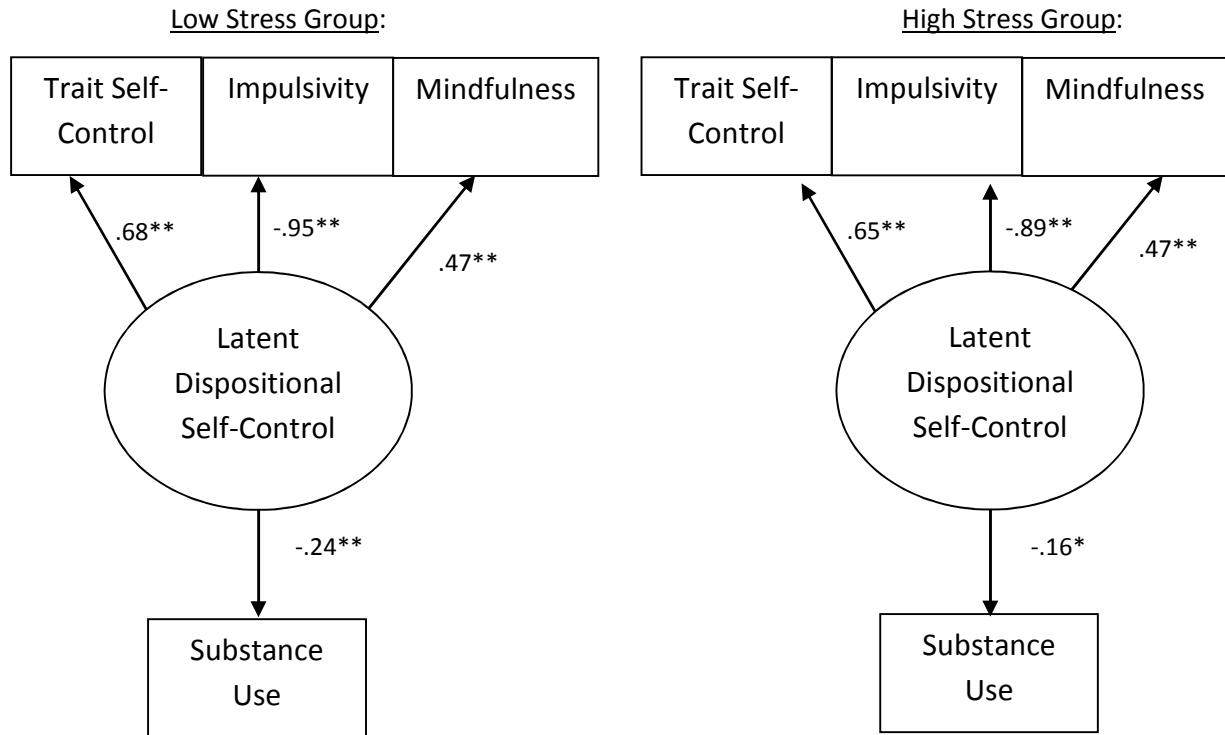 Low Stress Group:
Trait Self-
Control
Impulsivity
Mindfulness
.68**
-.95**
.47**
Latent
Dispositional
Self-Control
-.24**
Substance
Use
High Stress Group:
Trait Self-
Control
Impulsivity
Mindfulness
.65**
-.89**
.47**
Latent
Dispositional
Self-Control
-.16*
Substance
Use